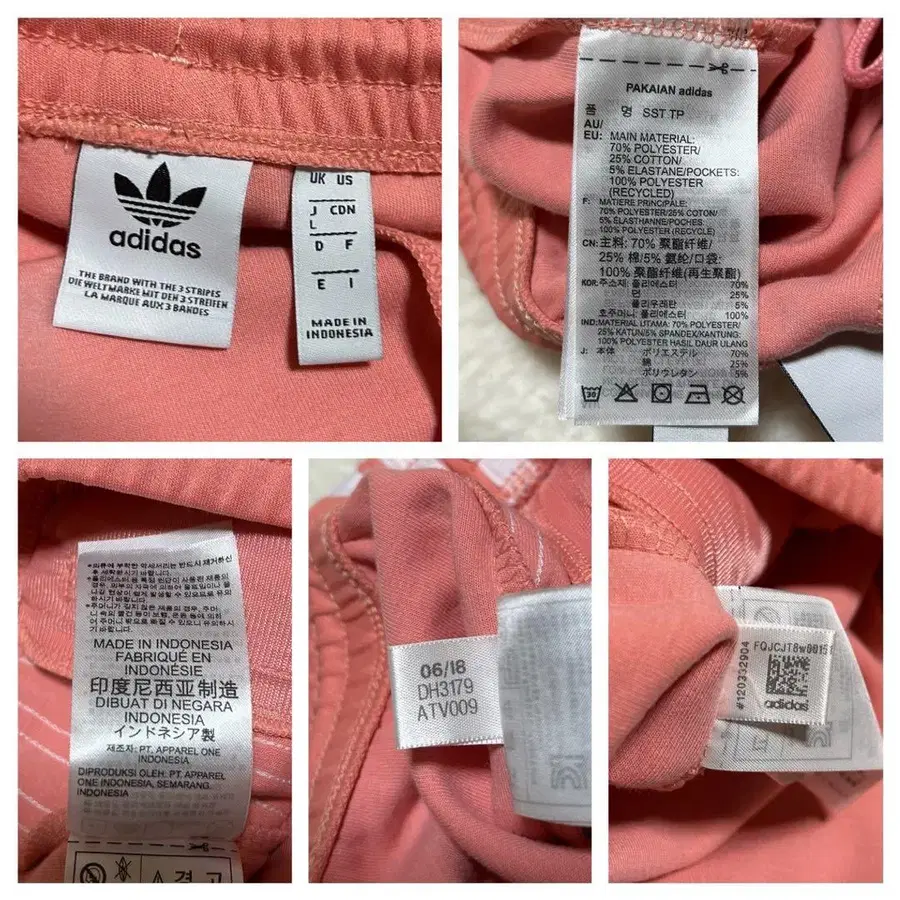 adidas
THE BRAND WITH THE 3 STRIPES
DIE WELTMARKE MIT DEN 3 STREIFEN
LA MARQUE AUX 3 BANDES
UK US
J CDN
L
D F
E I
MADE IN
INDONESIA
PAKAIAN adidas
품 명 SST TP
AU/
EU: MAIN MATERIAL:
70% POLYESTER/
25% COTTON/
5% ELASTANE/POCKETS:
100% POLYESTER
(RECYCLED)
F: MATIERE PRINCIPALE:
70% POLYESTER/25% COTON/
5% ELASTHANNE/POCHES:
100% POLYESTER (RECYCLE)
CN: 主料: 70% 聚酯纤维/
25% 棉/5% 氨纶/口袋:
100% 聚酯纤维(再生聚酯)
KOR: 주소재: 폴리에스터 70%
면 25%
폴리우레탄 5%
호주머니: 폴리에스터 100%
IND: MATERIAL UTAMA: 70% POLYESTER/
25% KATUN/5% SPANDEX/KANTUNG:
100% POLYESTER HASIL DAUR ULANG
J: 本体 ポリエステル 70%
綿 25%
ポリウレタン 5%
30
MADE IN INDONESIA
FABRIQUÉ EN
INDONÉSIE
印度尼西亚制造
DIBUAT DI NEGARA
INDONESIA
インドネシア製
제조자: PT. APPAREL ONE
INDONESIA
DIPRODUKSI OLEH: PT APPAREL
ONE INDONESIA, SEMARANG,
INDONESIA
경고
06/18
DH3179
ATV009
#120332904
FQJCJT8w0015
adidas